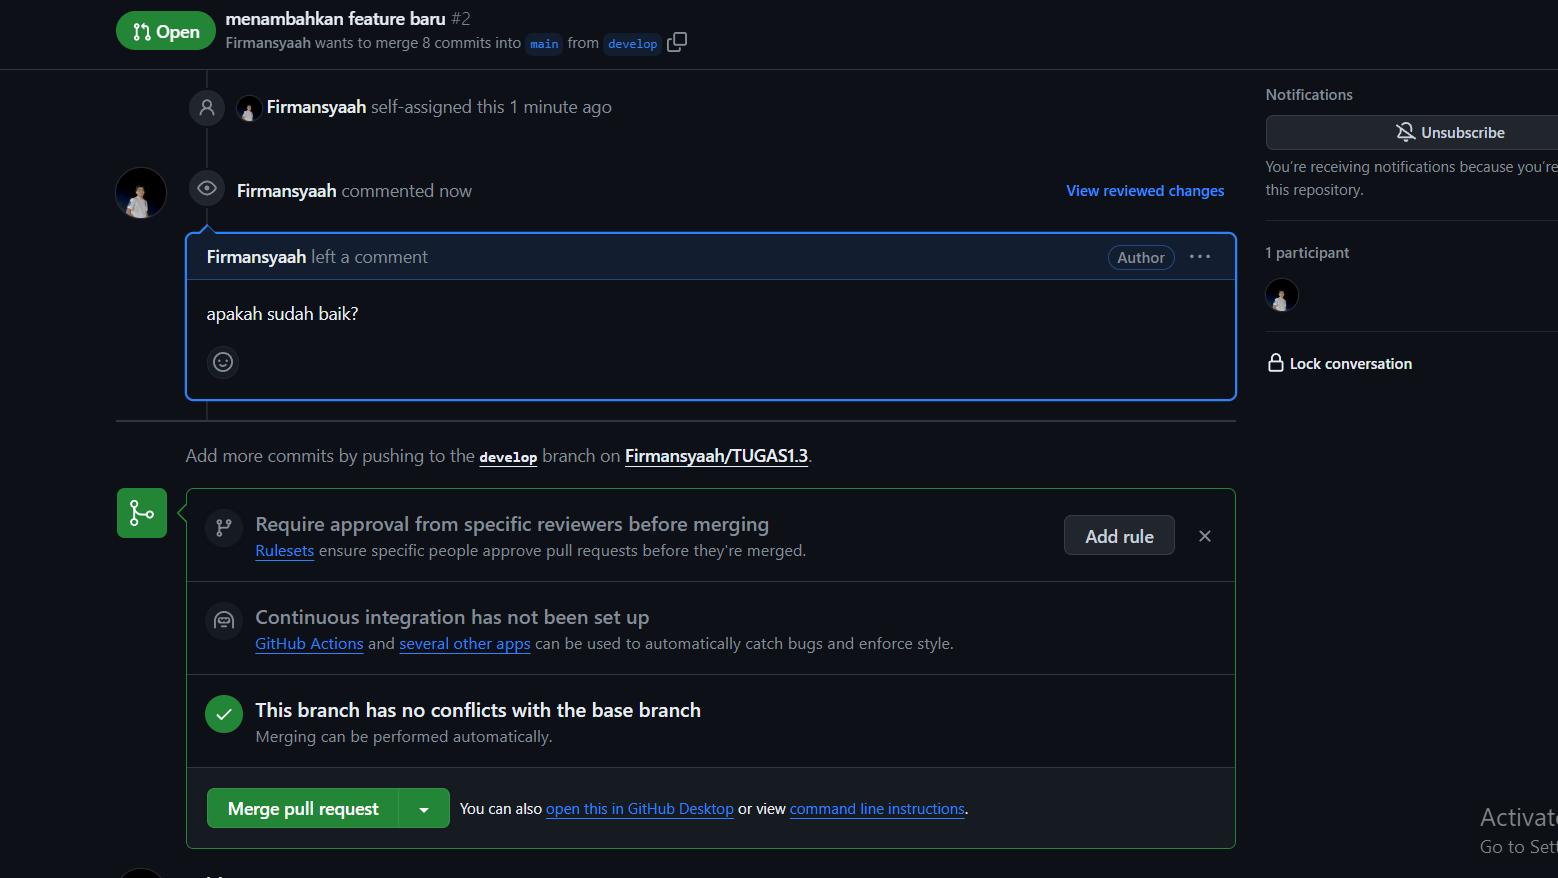 Open
menambahkan feature baru #2
Firmansyaah wants to merge 8 commits into main from develop
Firmansyaah self-assigned this 1 minute ago
Firmansyaah commented now
View reviewed changes
Firmansyaah left a comment
Author
apakah sudah baik?
Add more commits by pushing to the develop branch on Firmansyaah/TUGAS1.3.
Require approval from specific reviewers before merging
Rulesets ensure specific people approve pull requests before they're merged.
Add rule
Continuous integration has not been set up
GitHub Actions and several other apps can be used to automatically catch bugs and enforce style.
This branch has no conflicts with the base branch
Merging can be performed automatically.
Merge pull request
You can also open this in GitHub Desktop or view command line instructions.
Notifications
Unsubscribe
You're receiving notifications because you're
this repository.
1 participant
Lock conversation
Activate
Go to Sett